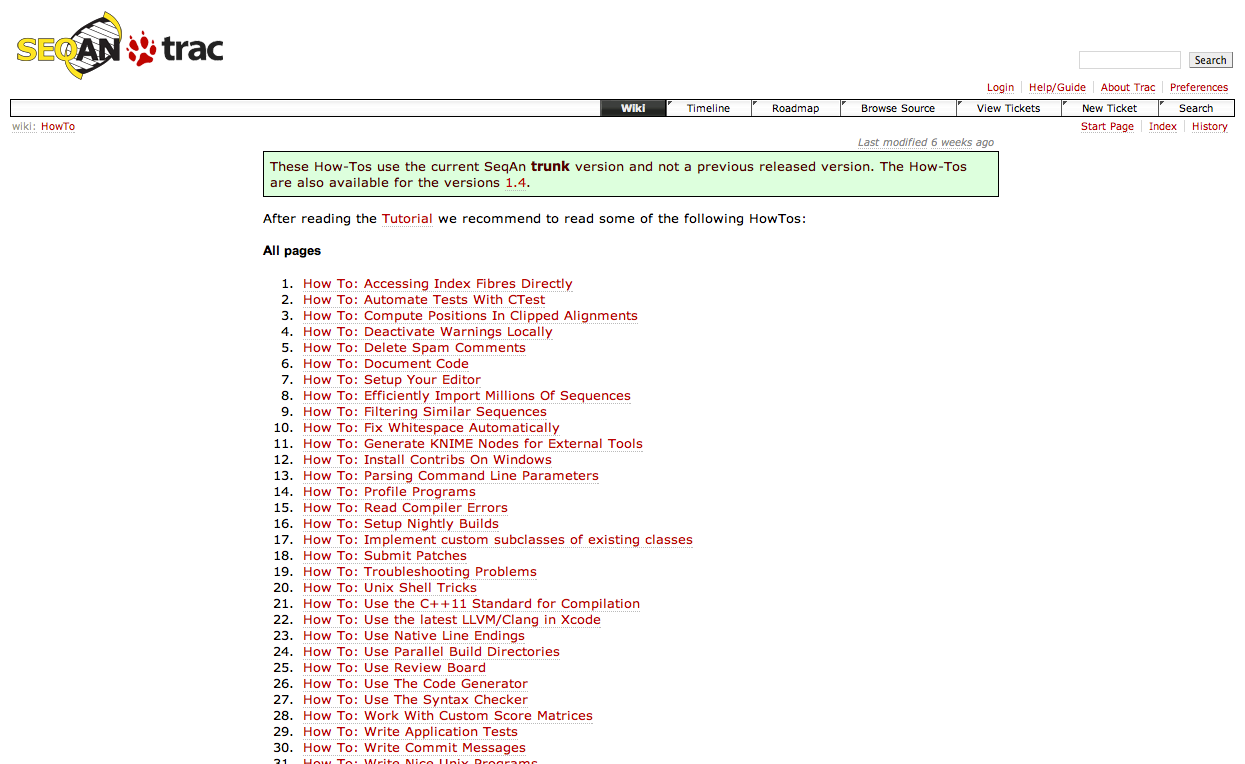 SEQAN trac
Search
Login Help/Guide About Trac Preferences
Wiki Timeline Roadmap Browse Source View Tickets New Ticket Search
wiki: HowTo Start Page Index History
Last modified 6 weeks ago
These How-Tos use the current SeqAn trunk version and not a previous released version. The How-Tos
are also available for the versions 1.4.
After reading the Tutorial we recommend to read some of the following HowTos:
All pages
1. How To: Accessing Index Fibres Directly
2. How To: Automate Tests With CTest
3. How To: Compute Positions In Clipped Alignments
4. How To: Deactivate Warnings Locally
5. How To: Delete Spam Comments
6. How To: Document Code
7. How To: Setup Your Editor
8. How To: Efficiently Import Millions Of Sequences
9. How To: Filtering Similar Sequences
10. How To: Fix Whitespace Automatically
11. How To: Generate KNIME Nodes for External Tools
12. How To: Install Contribs On Windows
13. How To: Parsing Command Line Parameters
14. How To: Profile Programs
15. How To: Read Compiler Errors
16. How To: Setup Nightly Builds
17. How To: Implement custom subclasses of existing classes
18. How To: Submit Patches
19. How To: Troubleshooting Problems
20. How To: Unix Shell Tricks
21. How To: Use the C++11 Standard for Compilation
22. How To: Use the latest LLVM/Clang in Xcode
23. How To: Use Native Line Endings
24. How To: Use Parallel Build Directories
25. How To: Use Review Board
26. How To: Use The Code Generator
27. How To: Use The Syntax Checker
28. How To: Work With Custom Score Matrices
29. How To: Write Application Tests
30. How To: Write Commit Messages
31. How To: Write Nice Unix Programs